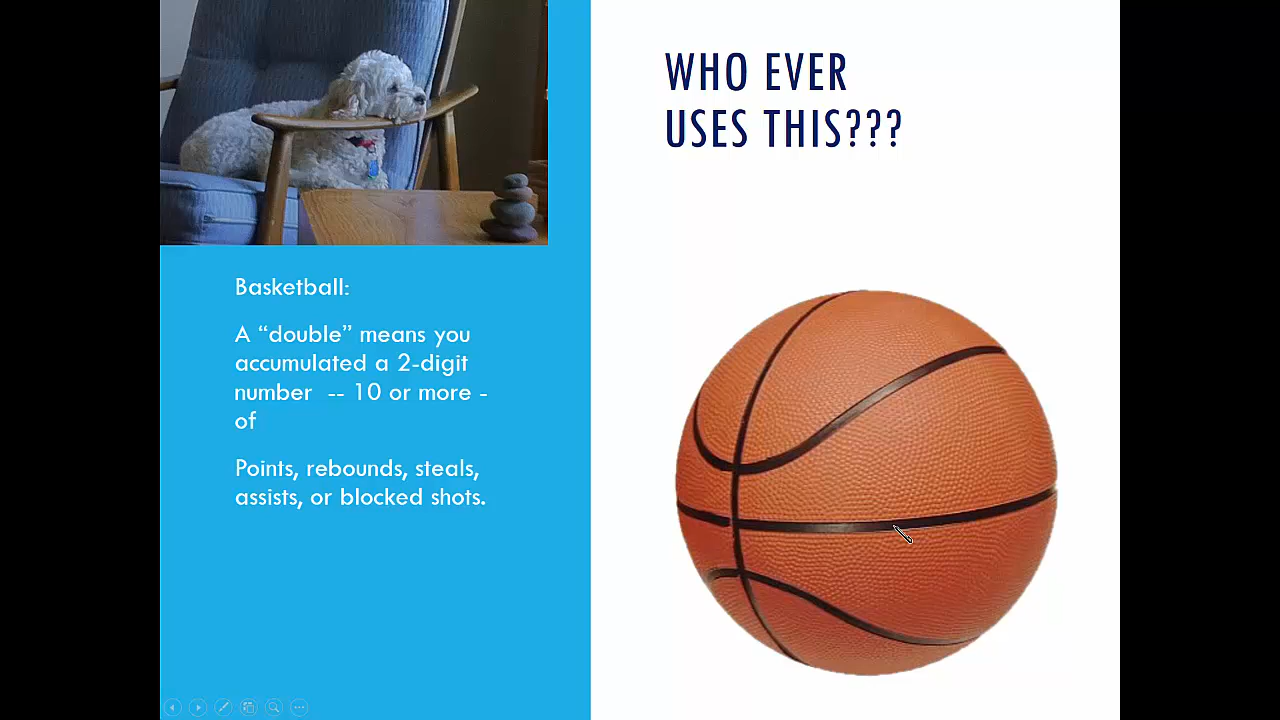 WHO EVER
USES THIS???
Basketball:
A “double” means you
accumulated a 2-digit
number -- 10 or more -
of
Points, rebounds, steals,
assists, or blocked shots.